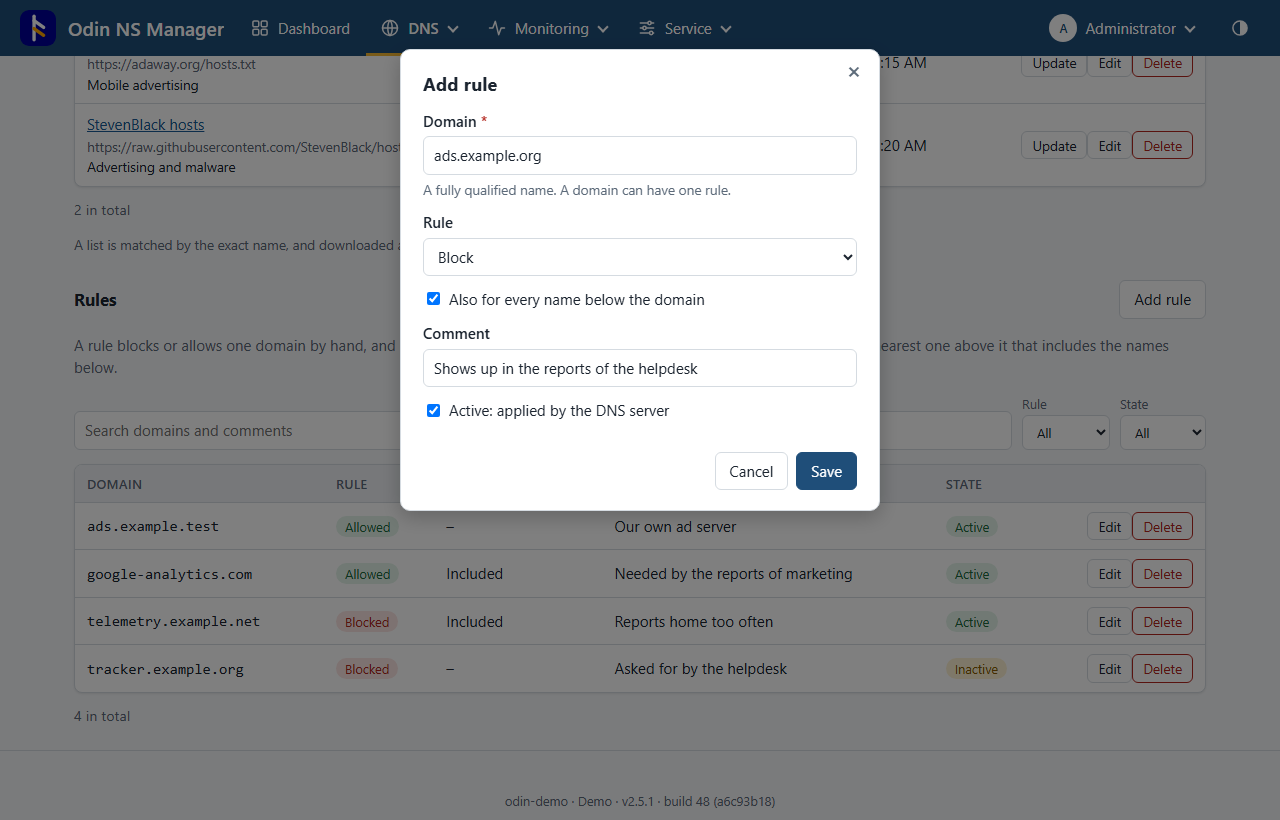 Odin NS Manager
Dashboard
DNS
Monitoring
Service
A
Administrator
https://adaway.org/hosts.txt
Mobile advertising
:15 AM
Update
Edit
Delete
StevenBlack hosts
https://raw.githubusercontent.com/StevenBlack/host
Advertising and malware
:20 AM
Update
Edit
Delete
2 in total
A list is matched by the exact name, and downloaded
Rules
Add rule
A rule blocks or allows one domain by hand, and
earest one above it that includes the names
below.
Search domains and comments
Rule
All
State
All
Add rule
×
Domain *
ads.example.org
A fully qualified name. A domain can have one rule.
Rule
Block
Also for every name below the domain
Comment
Shows up in the reports of the helpdesk
Active: applied by the DNS server
Cancel
Save
DOMAIN
RULE
STATE
ads.example.test
Allowed
–
Our own ad server
Active
Edit
Delete
google-analytics.com
Allowed
Included
Needed by the reports of marketing
Active
Edit
Delete
telemetry.example.net
Blocked
Included
Reports home too often
Active
Edit
Delete
tracker.example.org
Blocked
–
Asked for by the helpdesk
Inactive
Edit
Delete
4 in total
odin-demo · Demo · v2.5.1 · build 48 (a6c93b18)